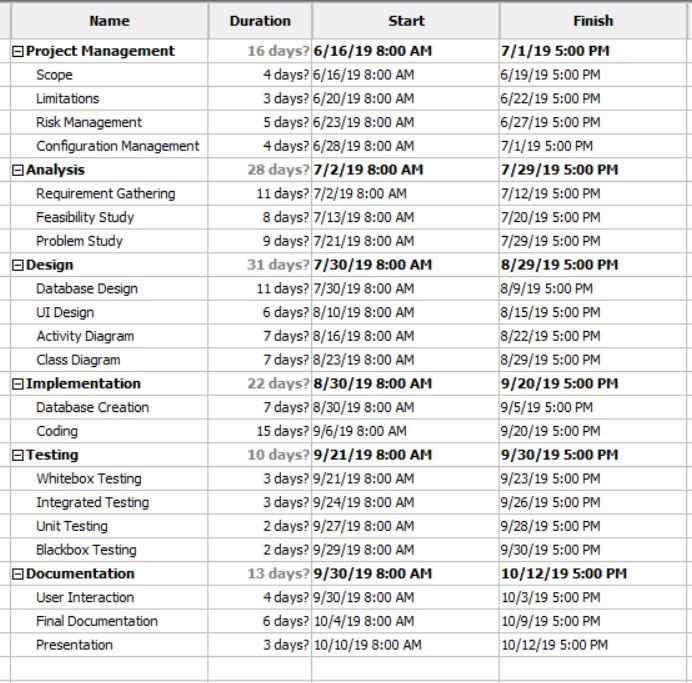 Name Duration Start Finish
Project Management 16 days? 6/16/19 8:00 AM 7/1/19 5:00 PM
Scope 4 days? 6/16/19 8:00 AM 6/19/19 5:00 PM
Limitations 3 days? 6/20/19 8:00 AM 6/22/19 5:00 PM
Risk Management 5 days? 6/23/19 8:00 AM 6/27/19 5:00 PM
Configuration Management 4 days? 6/28/19 8:00 AM 7/1/19 5:00 PM
Analysis 28 days? 7/2/19 8:00 AM 7/29/19 5:00 PM
Requirement Gathering 11 days? 7/2/19 8:00 AM 7/12/19 5:00 PM
Feasibility Study 8 days? 7/13/19 8:00 AM 7/20/19 5:00 PM
Problem Study 9 days? 7/21/19 8:00 AM 7/29/19 5:00 PM
Design 31 days? 7/30/19 8:00 AM 8/29/19 5:00 PM
Database Design 11 days? 7/30/19 8:00 AM 8/9/19 5:00 PM
UI Design 6 days? 8/10/19 8:00 AM 8/15/19 5:00 PM
Activity Diagram 7 days? 8/16/19 8:00 AM 8/22/19 5:00 PM
Class Diagram 7 days? 8/23/19 8:00 AM 8/29/19 5:00 PM
Implementation 22 days? 8/30/19 8:00 AM 9/20/19 5:00 PM
Database Creation 7 days? 8/30/19 8:00 AM 9/5/19 5:00 PM
Coding 15 days? 9/6/19 8:00 AM 9/20/19 5:00 PM
Testing 10 days? 9/21/19 8:00 AM 9/30/19 5:00 PM
Whitebox Testing 3 days? 9/21/19 8:00 AM 9/23/19 5:00 PM
Integrated Testing 3 days? 9/24/19 8:00 AM 9/26/19 5:00 PM
Unit Testing 2 days? 9/27/19 8:00 AM 9/28/19 5:00 PM
Blackbox Testing 2 days? 9/29/19 8:00 AM 9/30/19 5:00 PM
Documentation 13 days? 9/30/19 8:00 AM 10/12/19 5:00 PM
User Interaction 4 days? 9/30/19 8:00 AM 10/3/19 5:00 PM
Final Documentation 6 days? 10/4/19 8:00 AM 10/9/19 5:00 PM
Presentation 3 days? 10/10/19 8:00 AM 10/12/19 5:00 PM